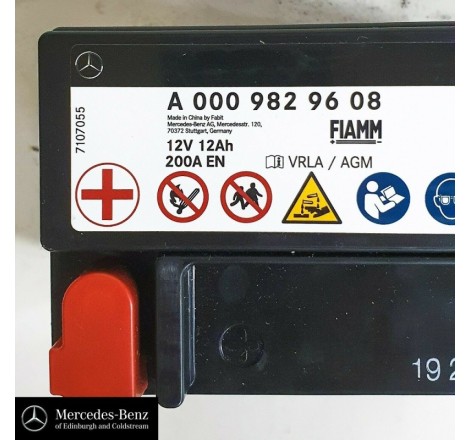 7107055
A 000 982 96 08
Made in China by Fabit
Mercedes-Benz AG, Mercedesstr. 120,
70372 Stuttgart, Germany
FIAMM
12V 12Ah
200A EN
VRLA / AGM
19 2
Mercedes-Benz
of Edinburgh and Coldstream